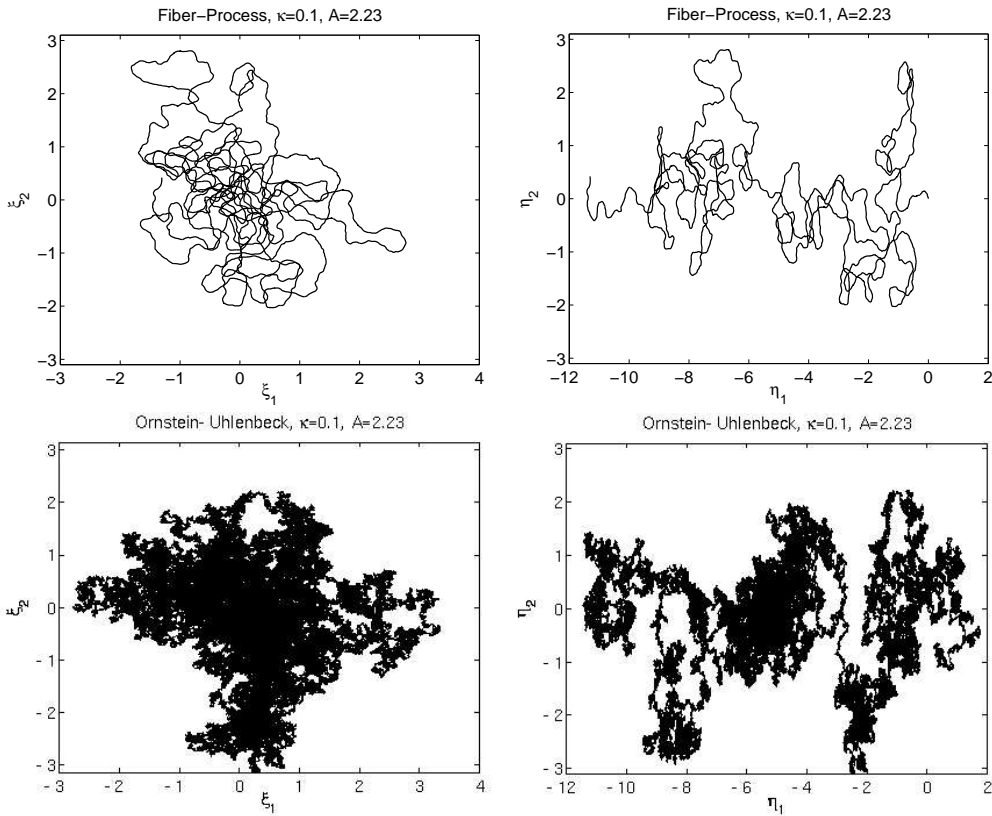 Fiber−Process, κ=0.1, A=2.23
3
2
1
0
−1
−2
−3
ξ2
−3 −2 −1 0 1 2 3 4
ξ1
Fiber−Process, κ=0.1, A=2.23
3
2
1
0
−1
−2
−3
η2
−12 −10 −8 −6 −4 −2 0 2
η1
Ornstein- Uhlenbeck, κ=0.1, A=2.23
3
2
1
0
- 1
- 2
- 3
ξ2
- 3 - 2 - 1 0 1 2 3 4
ξ1
Ornstein- Uhlenbeck, κ=0.1, A=2.23
3
2
1
0
- 1
- 2
- 3
η2
- 12 - 10 - 8 - 6 - 4 - 2 0 2
η1